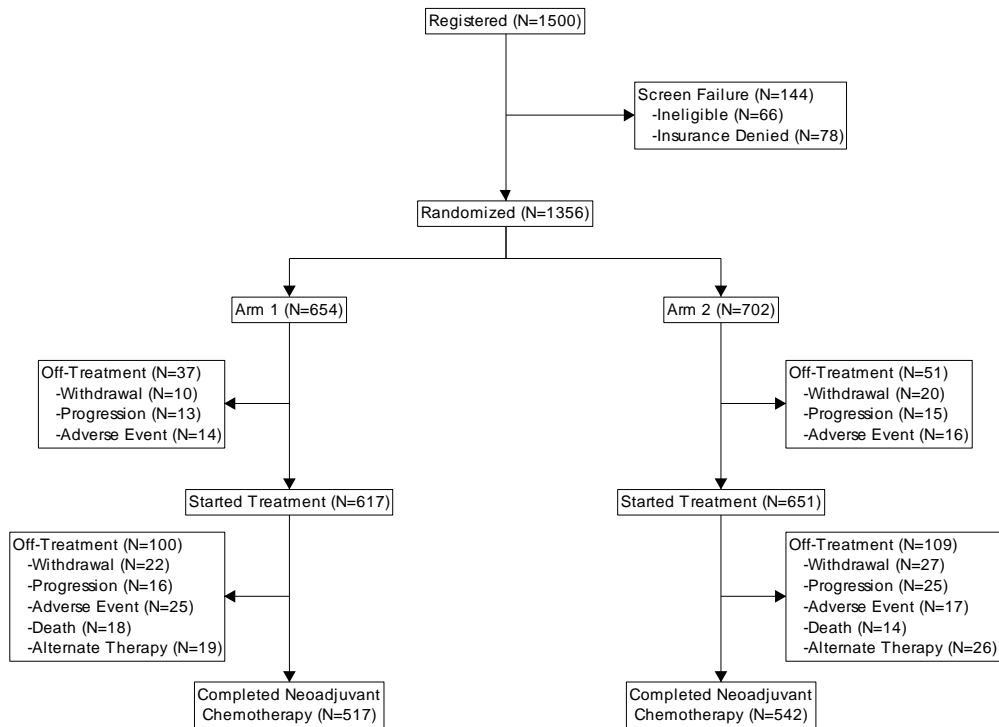 Registered (N=1500)
Screen Failure (N=144)
-Ineligible (N=66)
-Insurance Denied (N=78)
Randomized (N=1356)
Arm 1 (N=654)
Arm 2 (N=702)
Off-Treatment (N=37)
-Withdrawal (N=10)
-Progression (N=13)
-Adverse Event (N=14)
Off-Treatment (N=51)
-Withdrawal (N=20)
-Progression (N=15)
-Adverse Event (N=16)
Started Treatment (N=617)
Started Treatment (N=651)
Off-Treatment (N=100)
-Withdrawal (N=22)
-Progression (N=16)
-Adverse Event (N=25)
-Death (N=18)
-Alternate Therapy (N=19)
Off-Treatment (N=109)
-Withdrawal (N=27)
-Progression (N=25)
-Adverse Event (N=17)
-Death (N=14)
-Alternate Therapy (N=26)
Completed Neoadjuvant
Chemotherapy (N=517)
Completed Neoadjuvant
Chemotherapy (N=542)